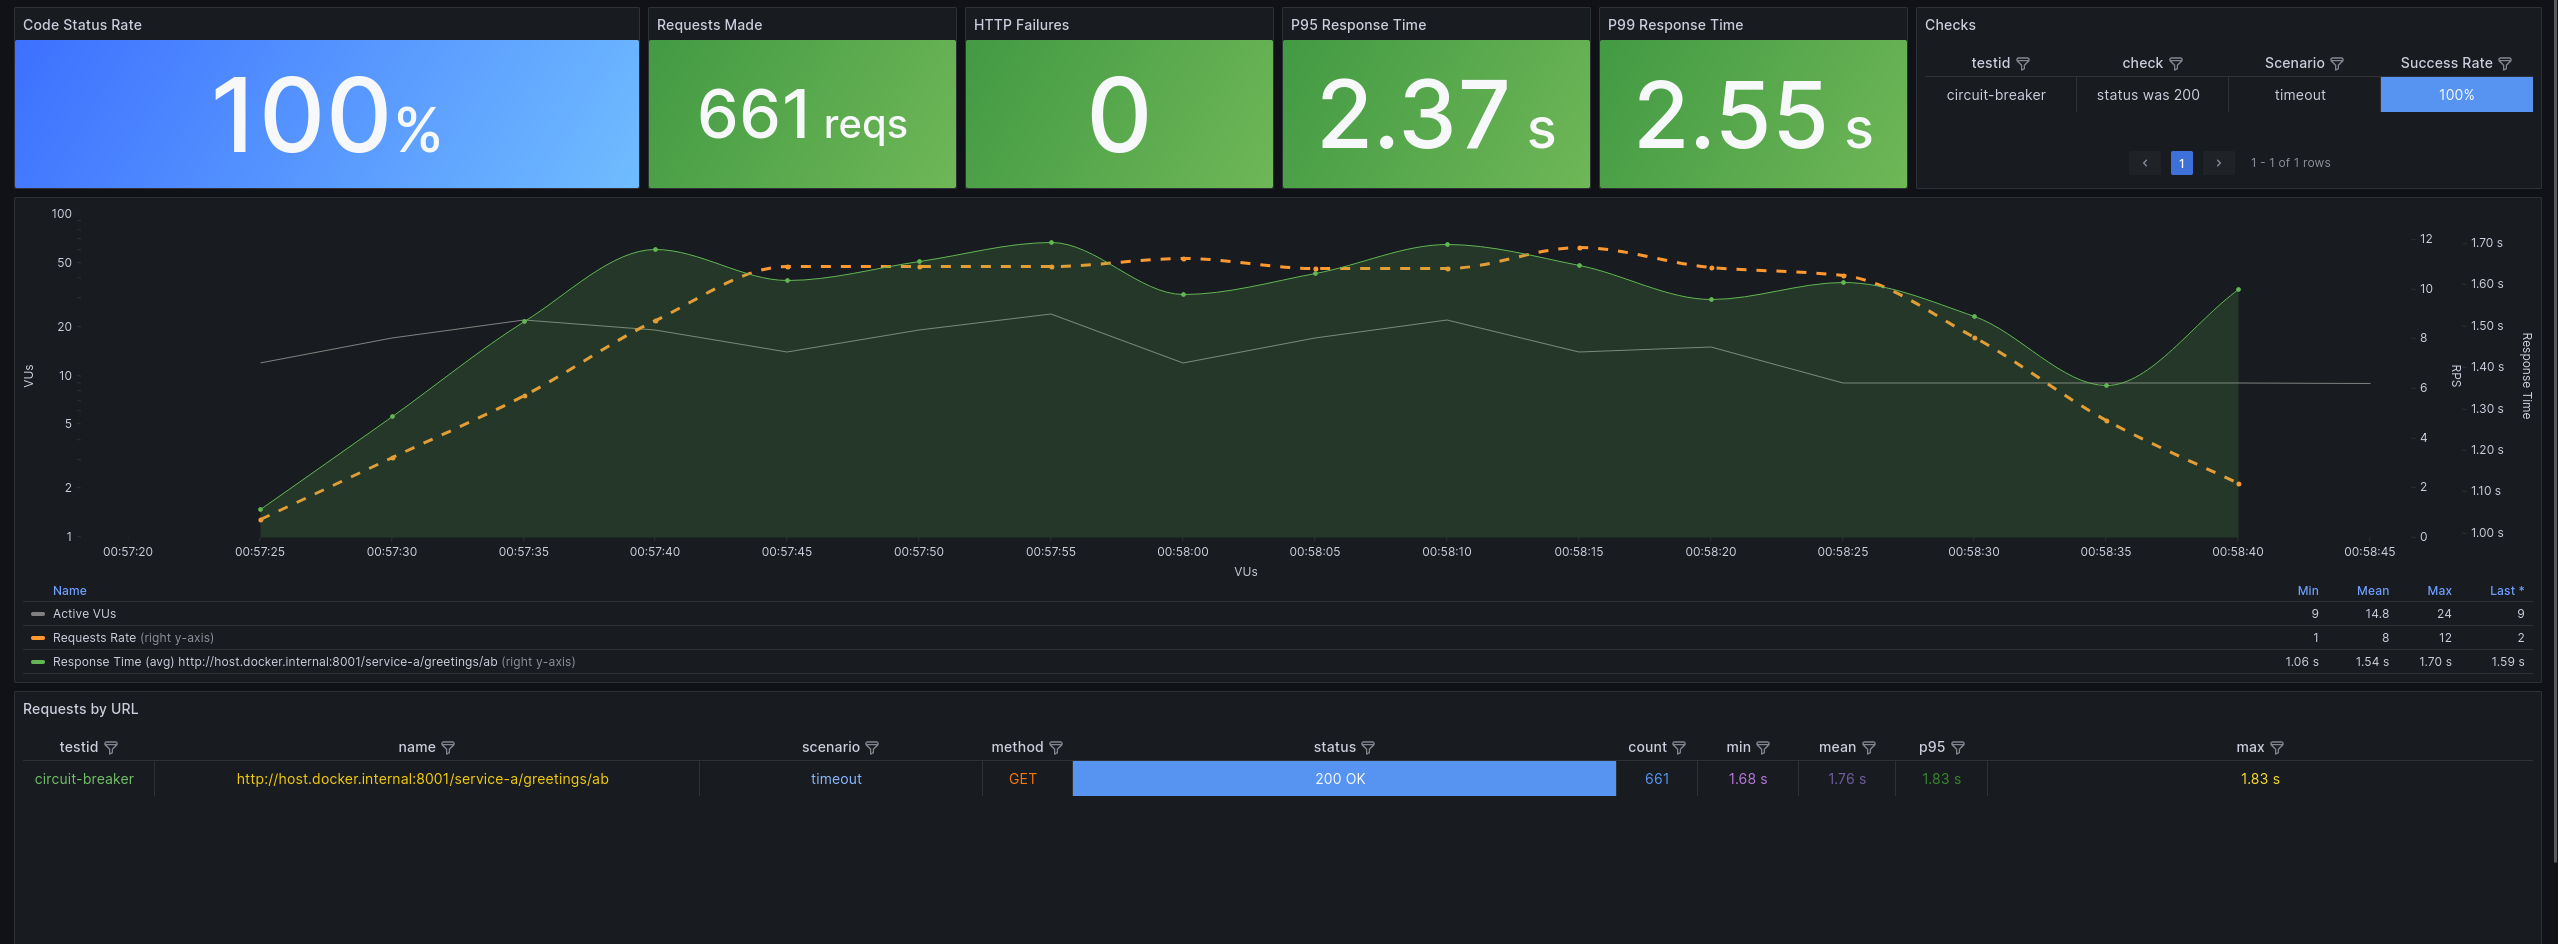 Code Status Rate
100%
Requests Made
661 reqs
HTTP Failures
0
P95 Response Time
2.37 s
P99 Response Time
2.55 s
Checks
testid check Scenario Success Rate
circuit-breaker status was 200 timeout 100%
1 1 - 1 of 1 rows
100
50
20
10
5
2
1
VUs
12
10
8
6
4
2
0
RPS
1.70 s
1.60 s
1.50 s
1.40 s
1.30 s
1.20 s
1.10 s
1.00 s
Response Time
00:57:20 00:57:25 00:57:30 00:57:35 00:57:40 00:57:45 00:57:50 00:57:55 00:58:00 00:58:05 00:58:10 00:58:15 00:58:20 00:58:25 00:58:30 00:58:35 00:58:40 00:58:45
VUs
Name Min Mean Max Last *
Active VUs 9 14.8 24 9
Requests Rate (right y-axis) 1 8 12 2
Response Time (avg) http://host.docker.internal:8001/service-a/greetings/ab (right y-axis) 1.06 s 1.54 s 1.70 s 1.59 s
Requests by URL
testid name scenario method status count min mean p95 max
circuit-breaker http://host.docker.internal:8001/service-a/greetings/ab timeout GET 200 OK 661 1.68 s 1.76 s 1.83 s 1.83 s